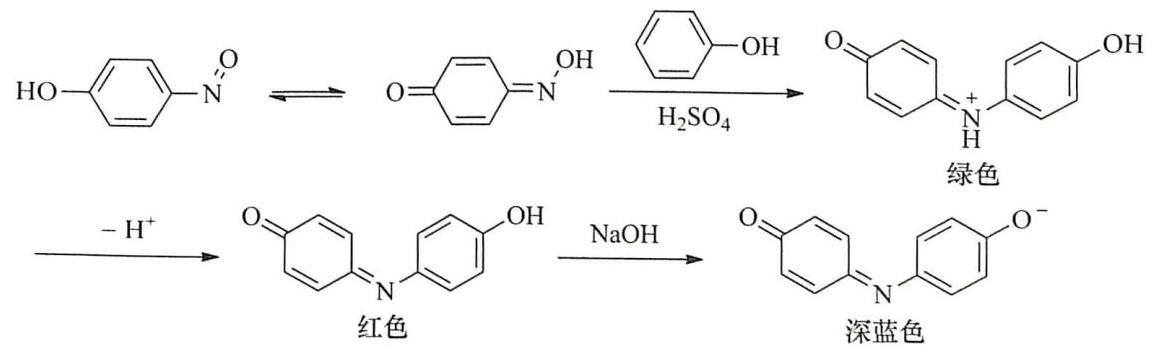 HO N O
O N OH
OH
H₂SO₄
O N⁺ H OH
绿色
– H⁺
O N OH
红色
NaOH
O N O⁻
深蓝色